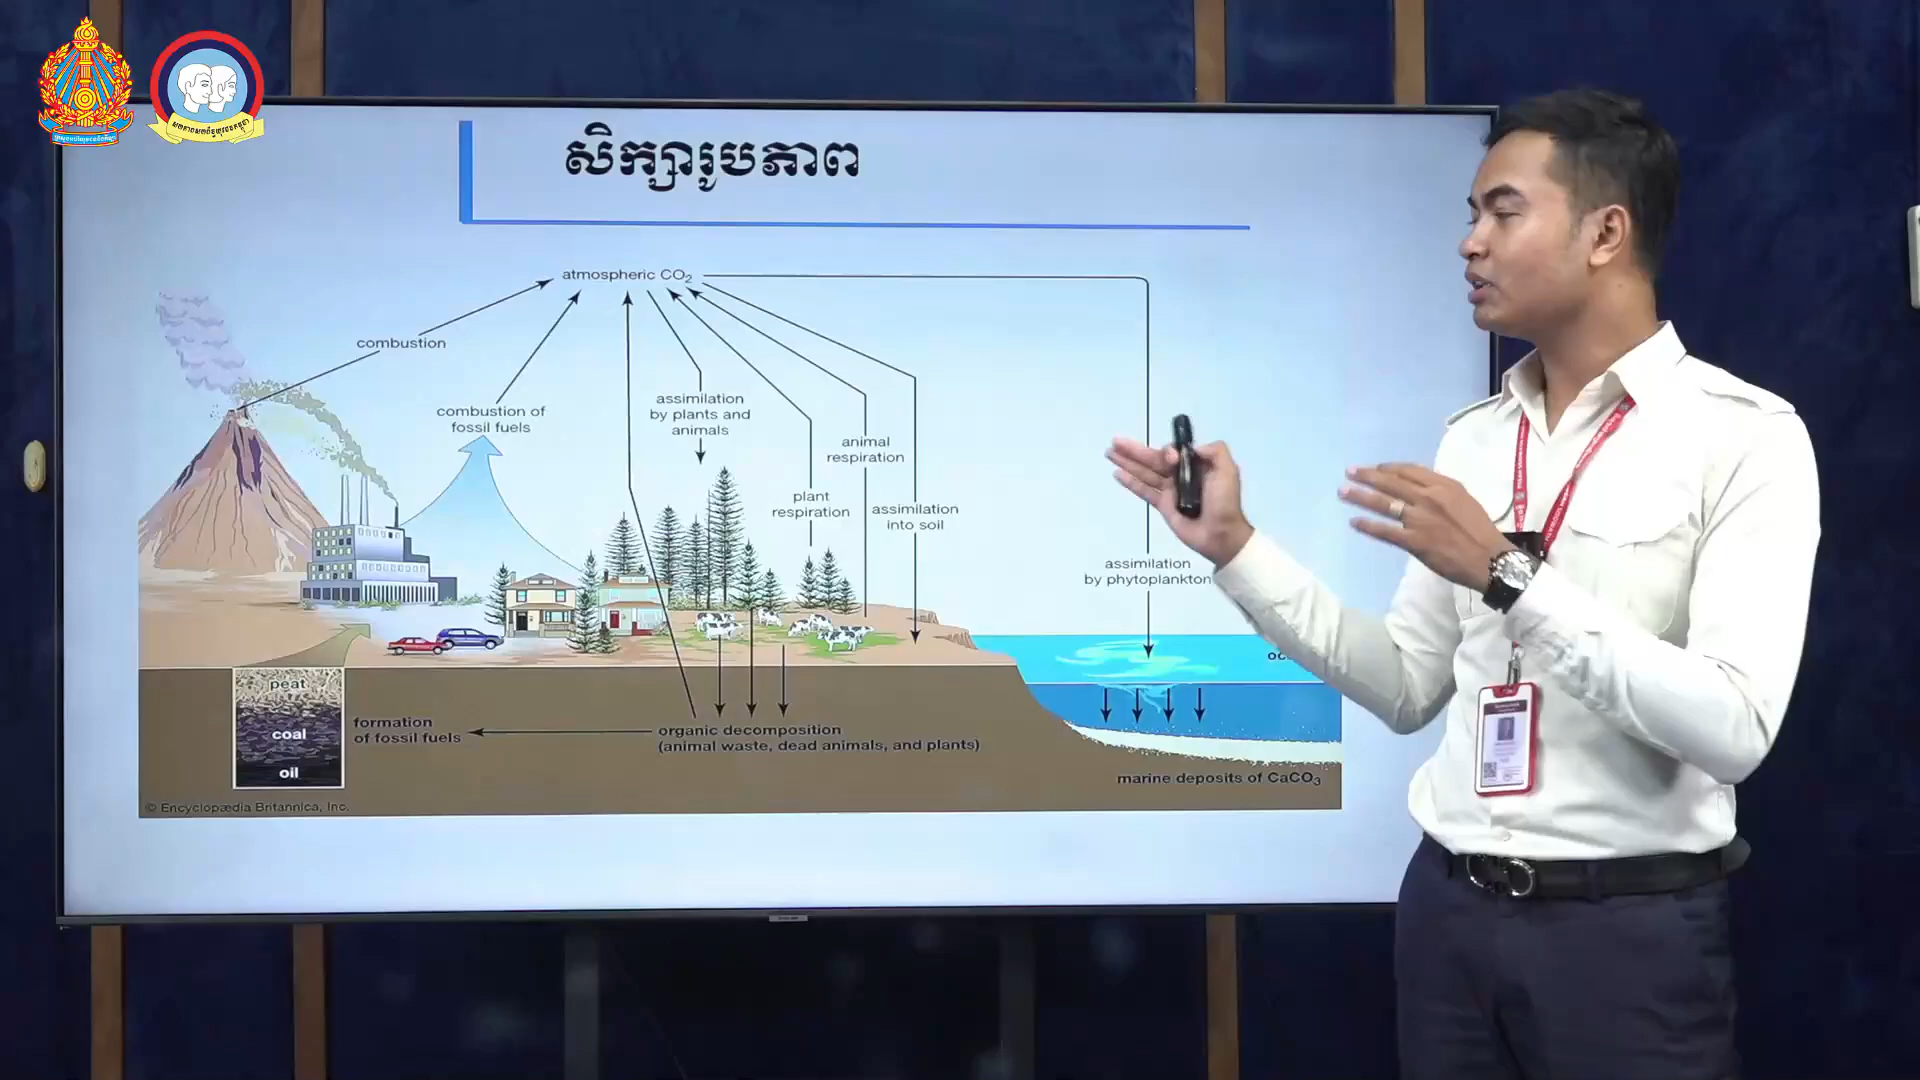 សិក្សារូបភាព
atmospheric CO₂
combustion
combustion of
fossil fuels
assimilation
by plants and
animals
animal
respiration
plant
respiration
assimilation
into soil
assimilation
by phytoplankton
peat
coal
oil
formation
of fossil fuels
organic decomposition
(animal waste, dead animals, and plants)
marine deposits of CaCO₃
© Encyclopædia Britannica, Inc.